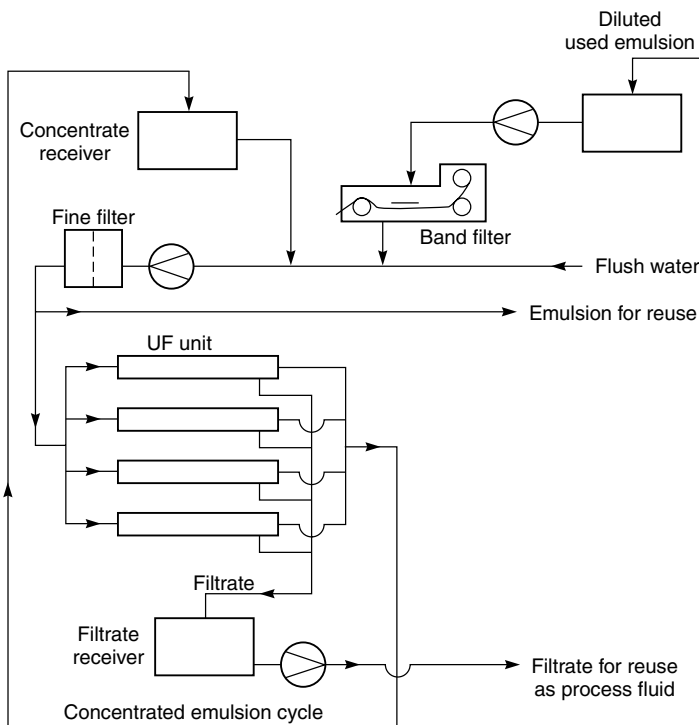 Diluted
used emulsion
Concentrate
receiver
Fine filter
Band filter
Flush water
Emulsion for reuse
UF unit
Filtrate
Filtrate
receiver
Filtrate for reuse
as process fluid
Concentrated emulsion cycle